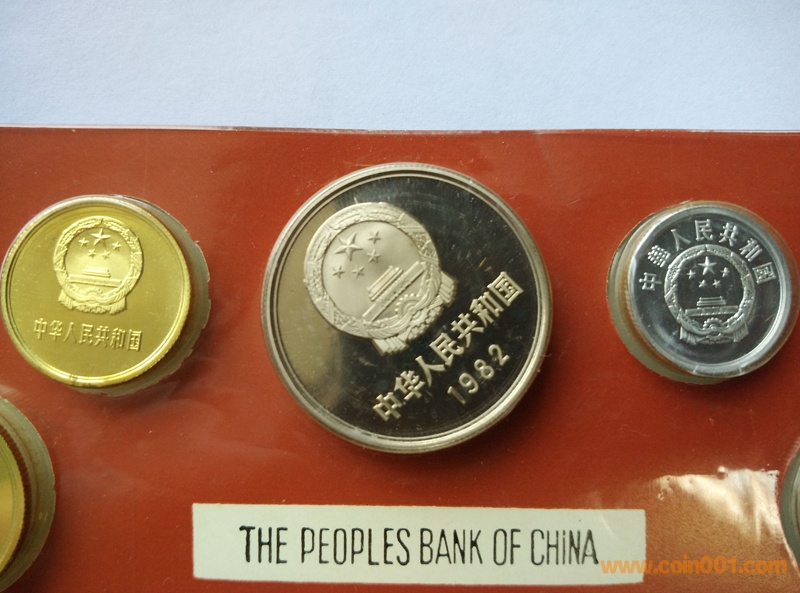 中华人民共和国
中华人民共和国
1982
中華人民共和国
THE PEOPLES BANK OF CHINA
www.coin001.com